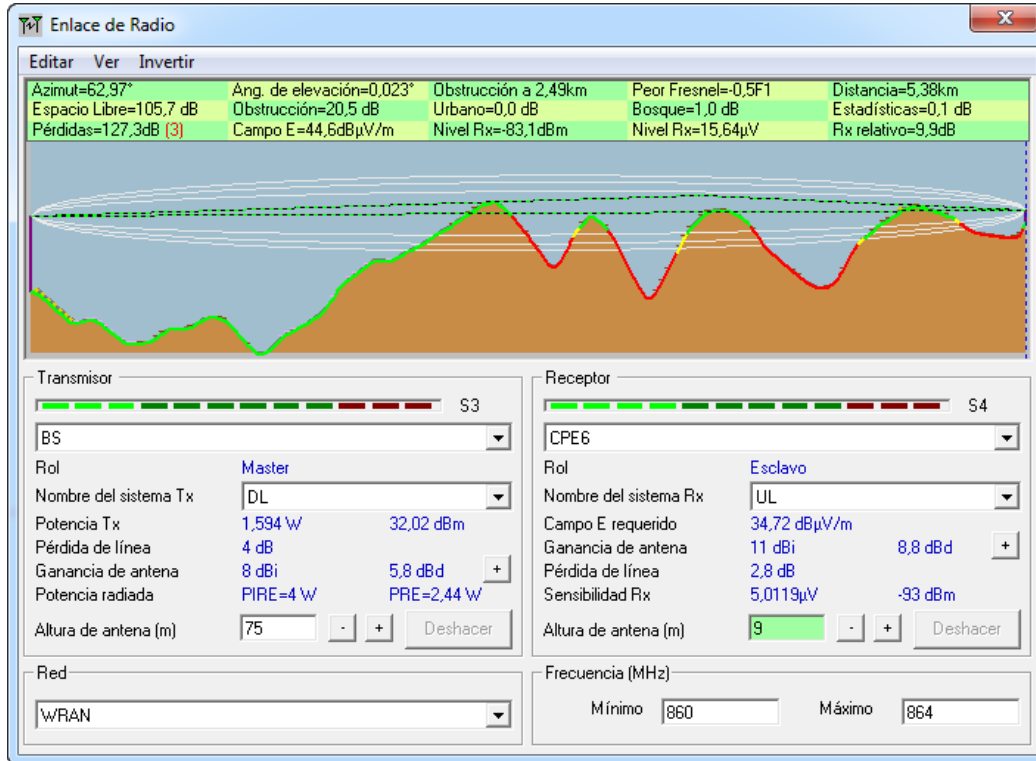 Enlace de Radio
Editar Ver Invertir
Azimut=62,97° Ang. de elevación=0,023° Obstrucción a 2,49km Peor Fresnel=-0,5F1 Distancia=5,38km
Espacio Libre=105,7 dB Obstrucción=20,5 dB Urbano=0,0 dB Bosque=1,0 dB Estadísticas=0,1 dB
Pérdidas=127,3dB (3) Campo E=44,6dBµV/m Nivel Rx=-83,1dBm Nivel Rx=15,64µV Rx relativo=9,9dB
Transmisor
S3
BS
Rol Master
Nombre del sistema Tx DL
Potencia Tx 1,594 W 32,02 dBm
Pérdida de línea 4 dB
Ganancia de antena 8 dBi 5,8 dBd +
Potencia radiada PIRE=4 W PRE=2,44 W
Altura de antena (m) 75 - + Deshacer
Receptor
S4
CPE6
Rol Esclavo
Nombre del sistema Rx UL
Campo E requerido 34,72 dBµV/m
Ganancia de antena 11 dBi 8,8 dBd +
Pérdida de línea 2,8 dB
Sensibilidad Rx 5,0119µV -93 dBm
Altura de antena (m) 9 - + Deshacer
Red
WRAN
Frecuencia (MHz)
Mínimo 860 Máximo 864